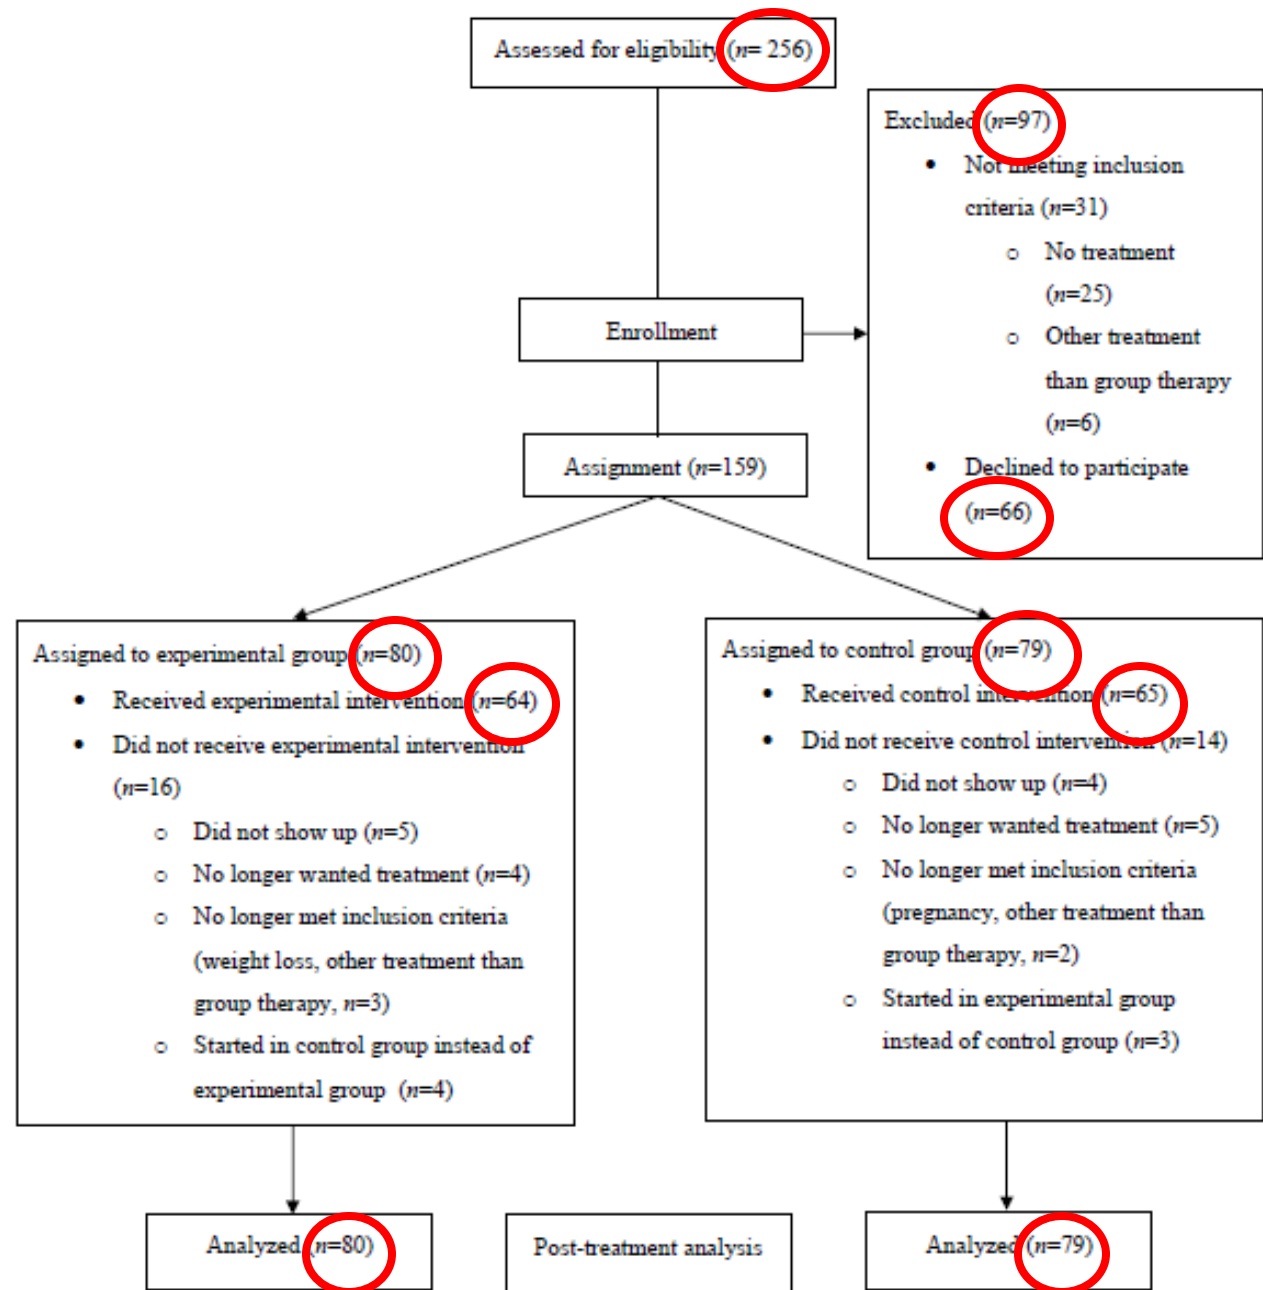 Assessed for eligibility (n= 256)
Excluded (n=97)
• Not meeting inclusion
criteria (n=31)
o No treatment
(n=25)
o Other treatment
than group therapy
(n=6)
• Declined to participate
(n=66)
Enrollment
Assignment (n=159)
Assigned to experimental group (n=80)
• Received experimental intervention (n=64)
• Did not receive experimental intervention
(n=16)
o Did not show up (n=5)
o No longer wanted treatment (n=4)
o No longer met inclusion criteria
(weight loss, other treatment than
group therapy, n=3)
o Started in control group instead of
experimental group (n=4)
Assigned to control group (n=79)
• Received control intervention (n=65)
• Did not receive control intervention (n=14)
o Did not show up (n=4)
o No longer wanted treatment (n=5)
o No longer met inclusion criteria
(pregnancy, other treatment than
group therapy, n=2)
o Started in experimental group
instead of control group (n=3)
Analyzed (n=80)
Post-treatment analysis
Analyzed (n=79)